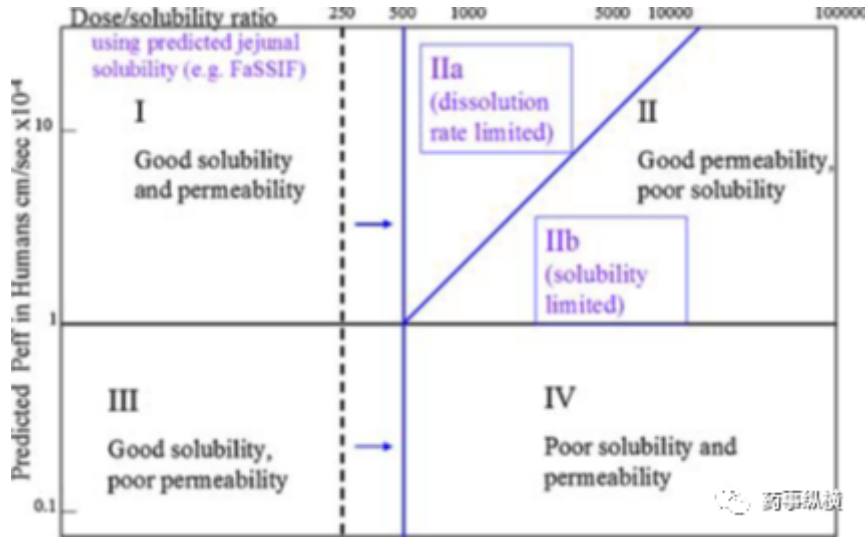 Dose/solubility ratio
250 500 1000 5000 10000 100000
using predicted jejunal
solubility (e.g. FaSSIF)
Predicted Peff in Humans cm/sec x10⁻⁴
10
1
0.1
I
Good solubility
and permeability
IIa
(dissolution
rate limited)
II
Good permeability,
poor solubility
IIb
(solubility
limited)
III
Good solubility,
poor permeability
IV
Poor solubility and
permeability
药事纵横